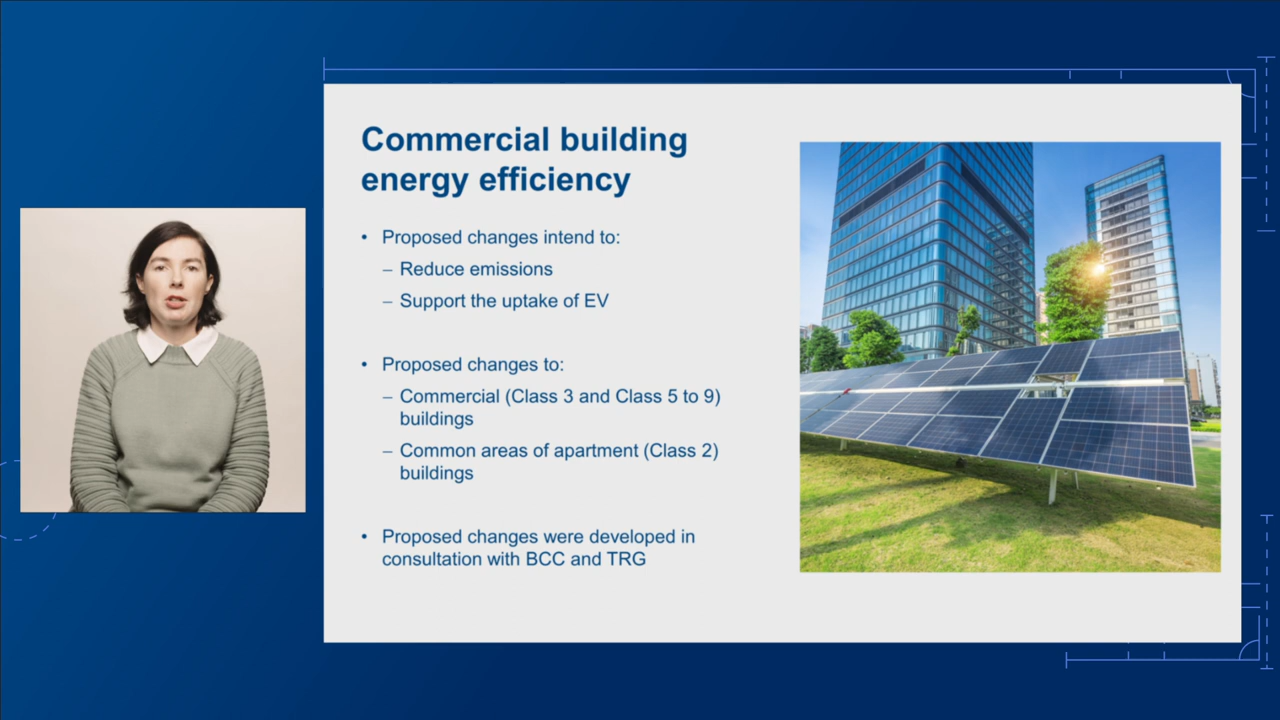 Commercial building
energy efficiency
• Proposed changes intend to:
– Reduce emissions
– Support the uptake of EV
• Proposed changes to:
– Commercial (Class 3 and Class 5 to 9)
buildings
– Common areas of apartment (Class 2)
buildings
• Proposed changes were developed in
consultation with BCC and TRG